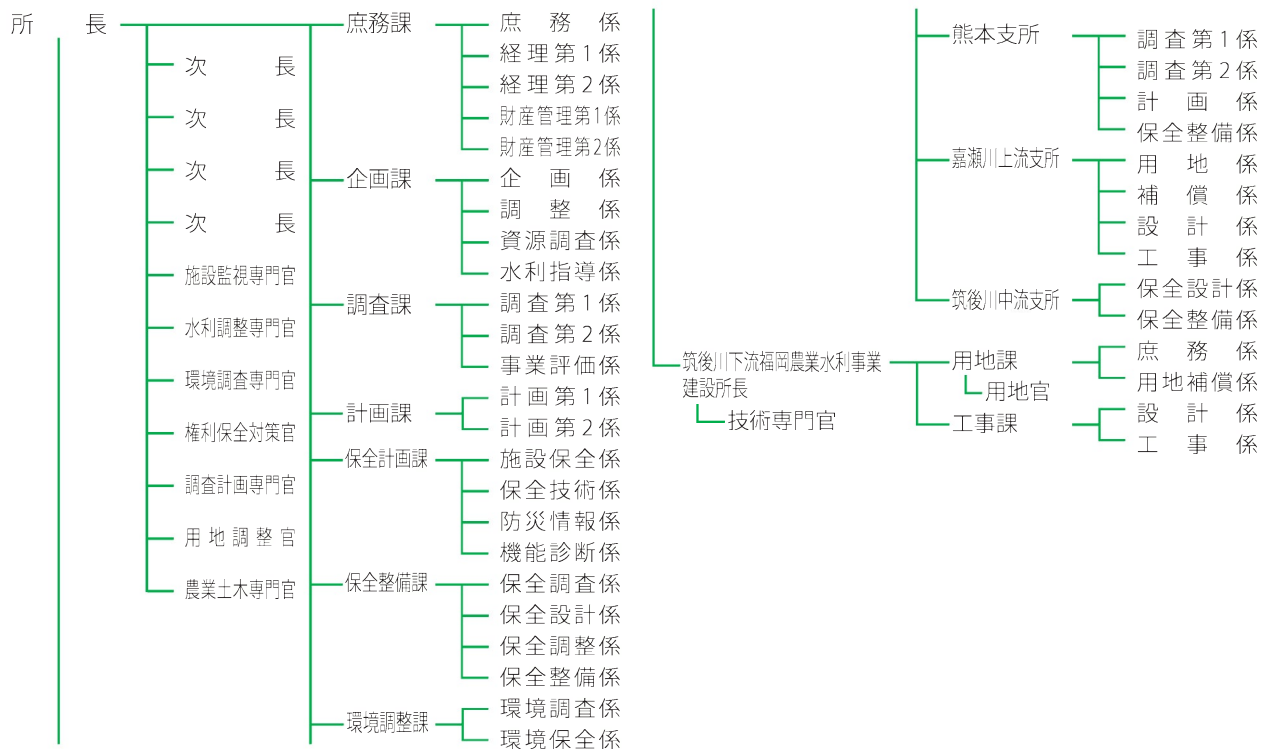 所長
次長
次長
次長
次長
施設監視専門官
水利調整専門官
環境調査専門官
権利保全対策官
調査計画専門官
用地調整官
農業土木専門官
庶務課
庶務係
経理第1係
経理第2係
財産管理第1係
財産管理第2係
企画課
企画係
調整係
資源調査係
水利指導係
調査課
調査第1係
調査第2係
事業評価係
計画課
計画第1係
計画第2係
保全計画課
施設保全係
保全技術係
防災情報係
機能診断係
保全整備課
保全調査係
保全設計係
保全調整係
保全整備係
環境調整課
環境調査係
環境保全係
熊本支所
調査第1係
調査第2係
計画係
保全整備係
嘉瀬川上流支所
用地係
補償係
設計係
工事係
筑後川中流支所
保全設計係
保全整備係
筑後川下流福岡農業水利事業
建設所長
技術専門官
用地課
庶務係
用地補償係
用地官
工事課
設計係
工事係